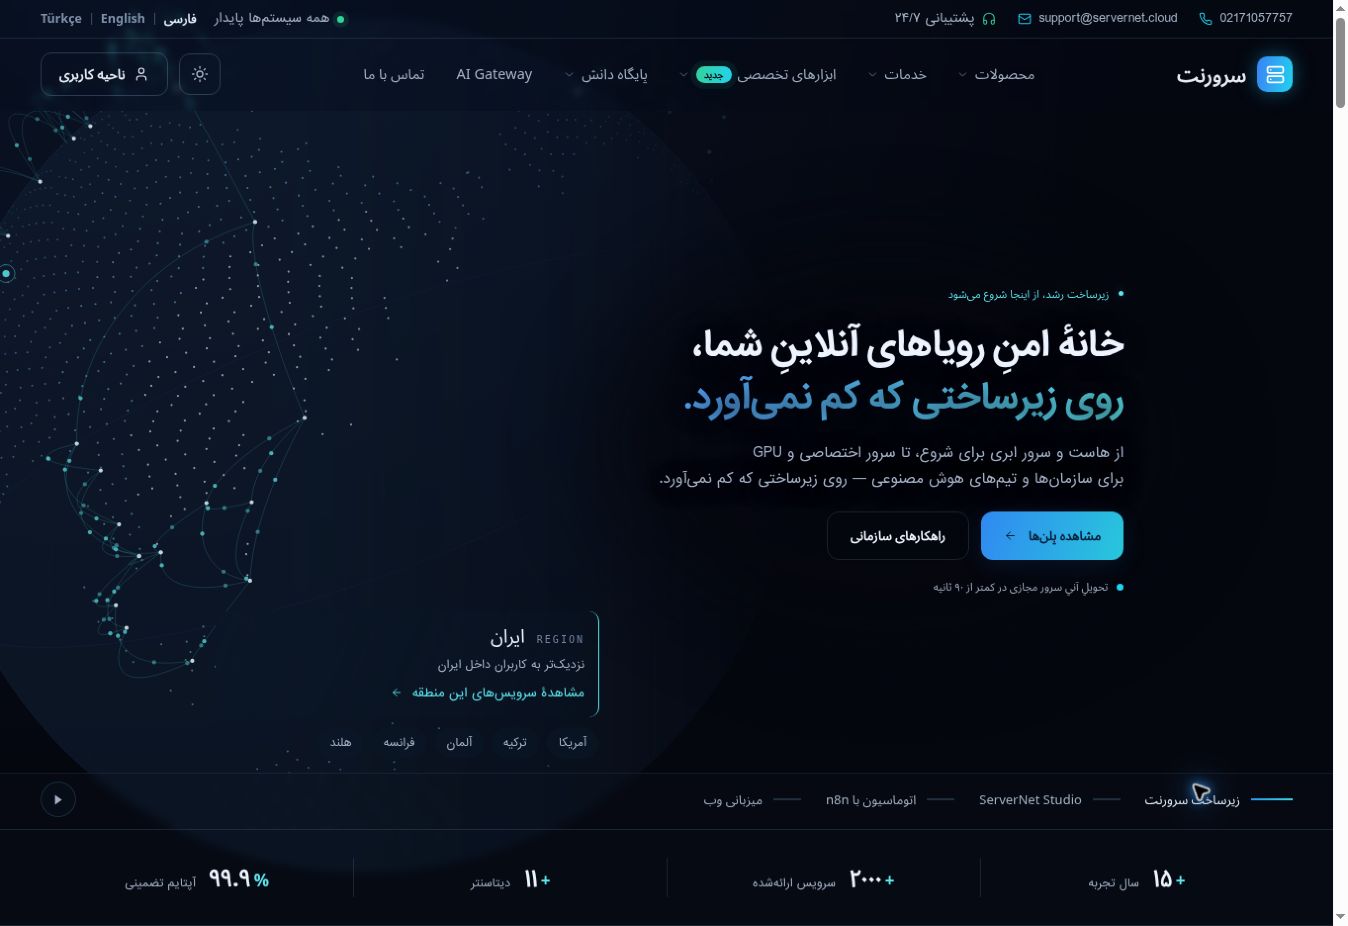 02171057757
support@servernet.cloud
پشتیبانی ۲۴/۷
همه سیستم‌ها پایدار
فارسی | English | Türkçe
سرورنت
محصولات
خدمات
ابزارهای تخصصی جدید
پایگاه دانش
AI Gateway
تماس با ما
ناحیه کاربری
زیرساخت رشد، از اینجا شروع می‌شود
خانهٔ امنِ رویاهای آنلاینِ شما،
روی زیرساختی که کم نمی‌آورد.
از هاست و سرور ابری برای شروع، تا سرور اختصاصی و GPU
برای سازمان‌ها و تیم‌های هوش مصنوعی — روی زیرساختی که کم نمی‌آورد.
مشاهده پلن‌ها ←
راهکارهای سازمانی
تحویلِ آنیِ سرور مجازی در کمتر از ۹۰ ثانیه
REGION ایران
نزدیک‌تر به کاربران داخل ایران
مشاهدهٔ سرویس‌های این منطقه ←
آمریکا
ترکیه
آلمان
فرانسه
هلند
زیرساخت سرورنت
ServerNet Studio
اتوماسیون با n8n
میزبانی وب
+۱۵ سال تجربه
+۲۰۰۰ سرویس ارائه‌شده
+۱۱ دیتاسنتر
%۹۹.۹ آپتایم تضمینی